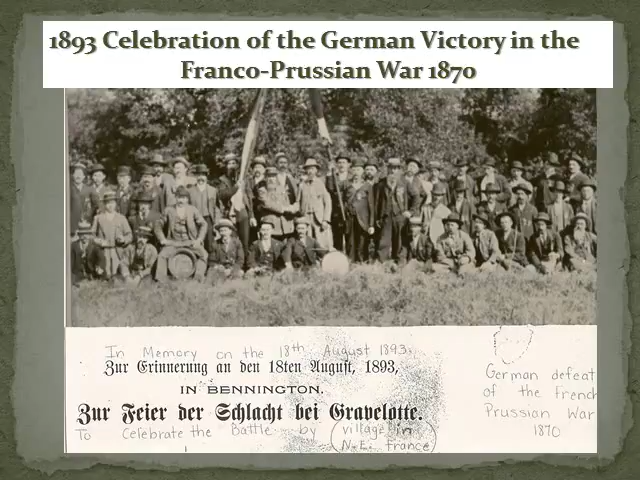 1893 Celebration of the German Victory in the
Franco-Prussian War 1870
In Memory on the 18th August 1893.
Zur Erinnerung an den 18ten August, 1893,
IN BENNINGTON.
Zur Feier der Schlacht bei Gravelotte.
To Celebrate the Battle by village in
N.E. France
German defeat
of the French
Prussian War
1870